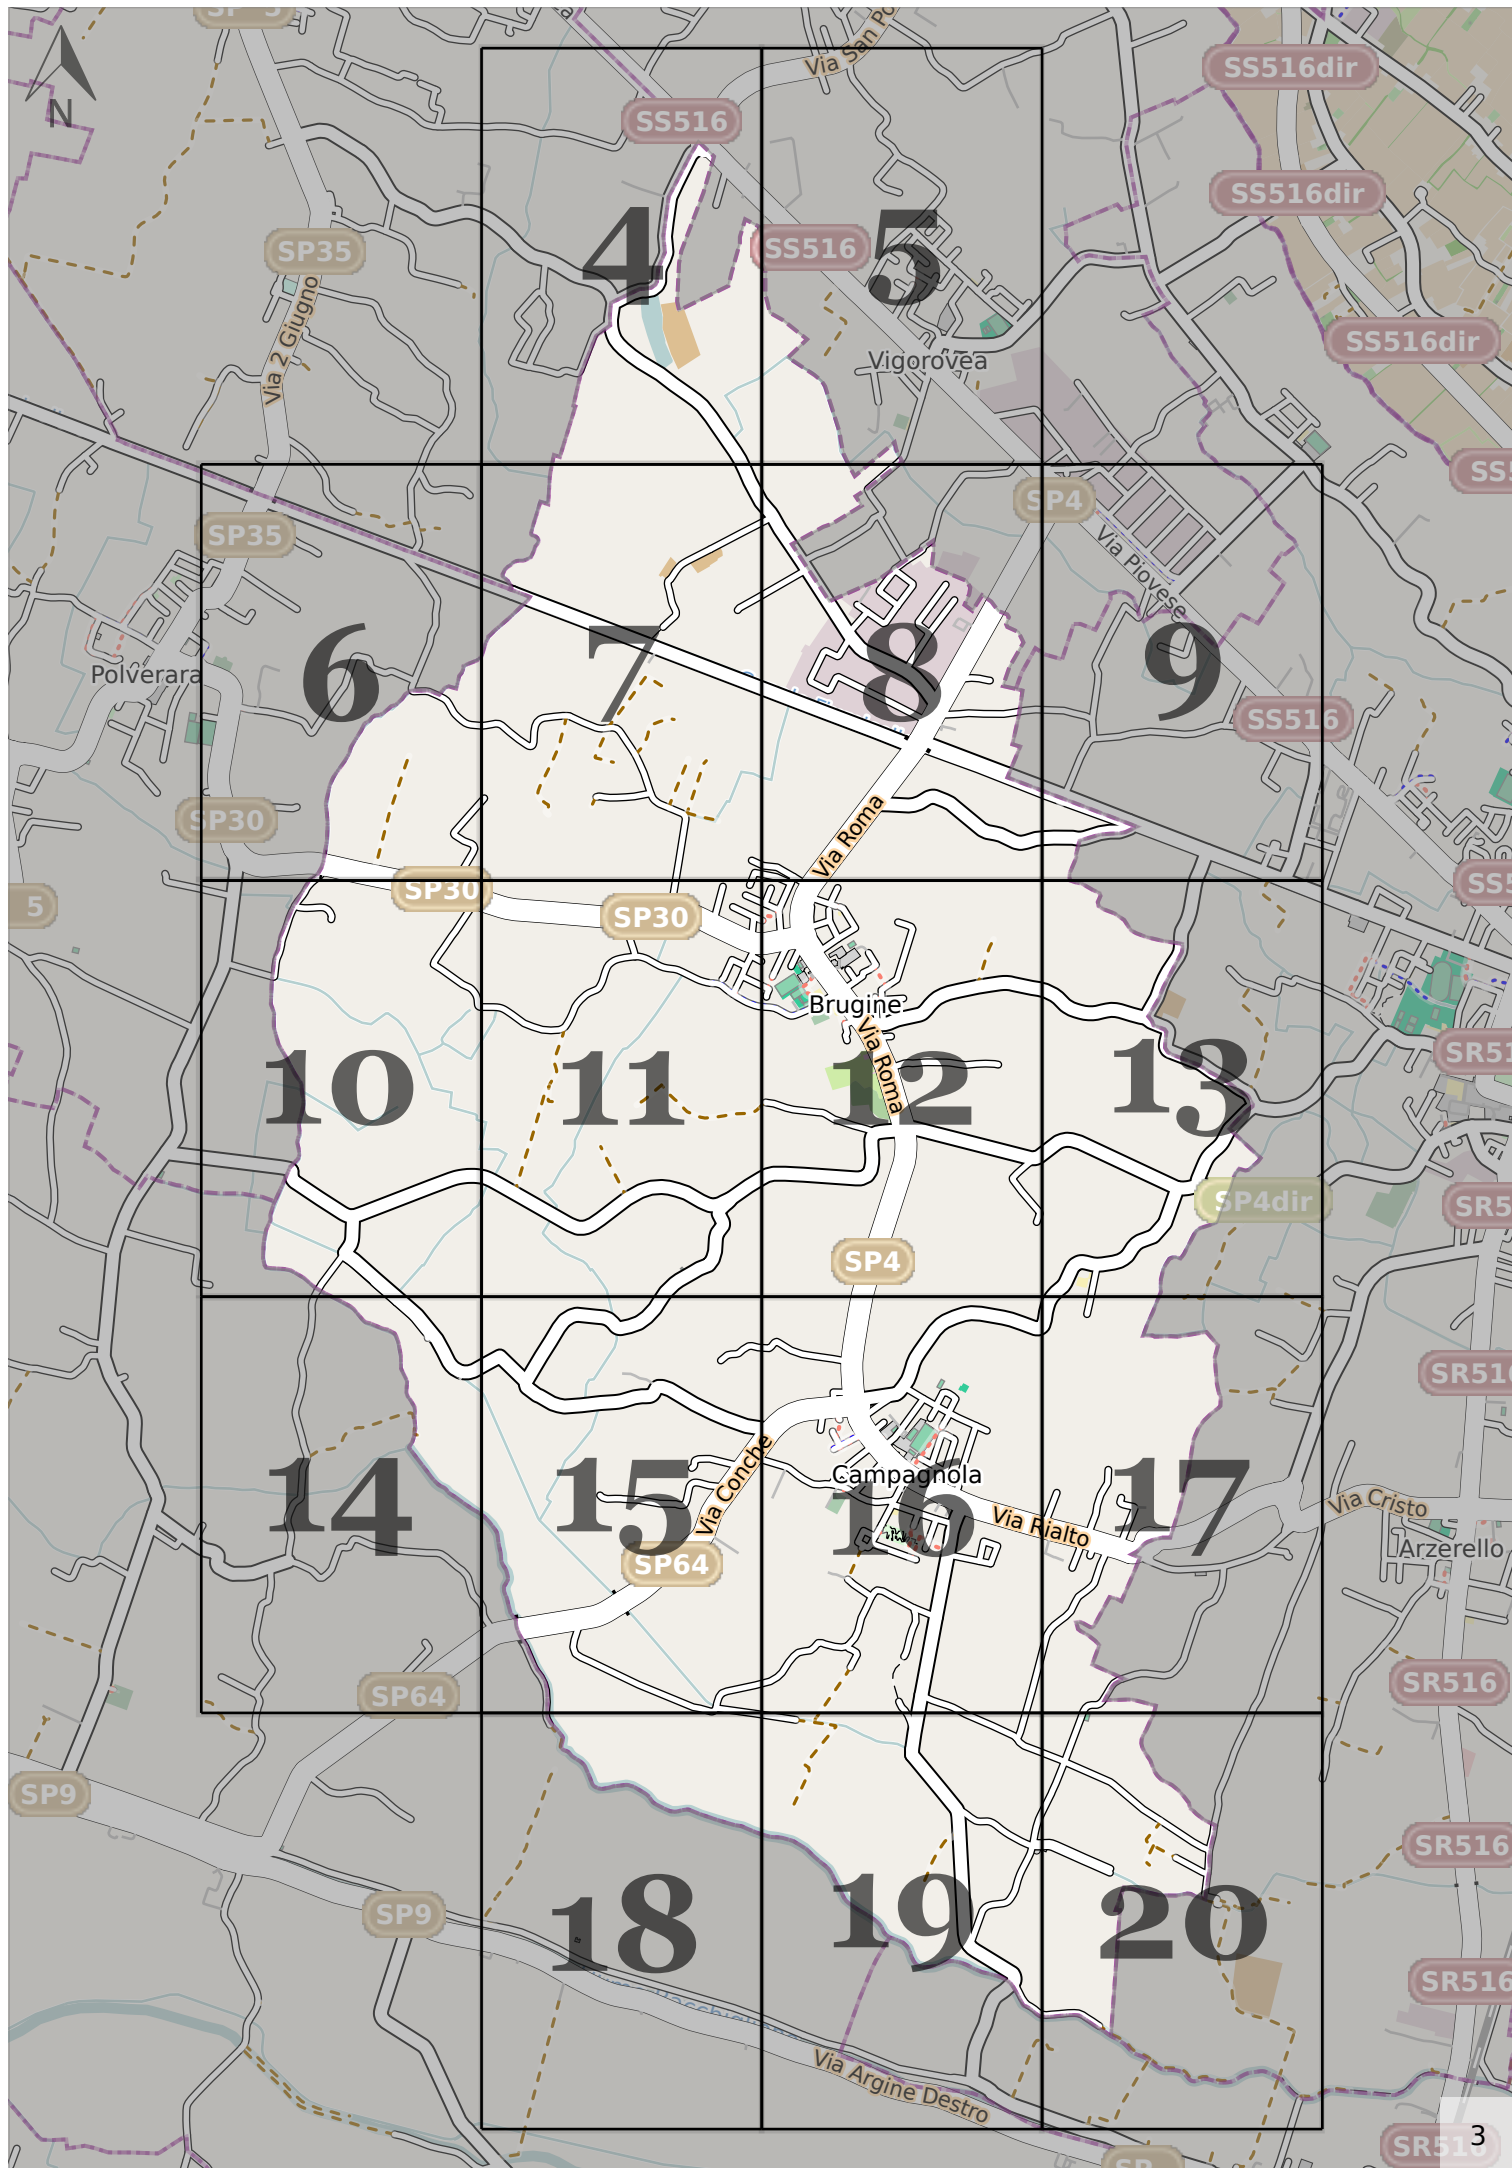 Via San Po
SS516dir
SS516
N
SS516dir
4
5
SS516
SP35
Via 2 Giugno
SS516dir
Vigorovea
SP4
SP35
Via Piovese
6
7
8
9
Polverara
SS516
SP30
Via Roma
SP30
SP30
5
Brugine
Via Roma
10
11
12
13
SP4dir
SP4
Via Conche
Campagnola
14
15
16
17
Via Rialto
Via Cristo
Arzerello
SP64
SP64
SR516
SP9
SR516
18
19
20
SP9
SR516
Via Argine Destro
3